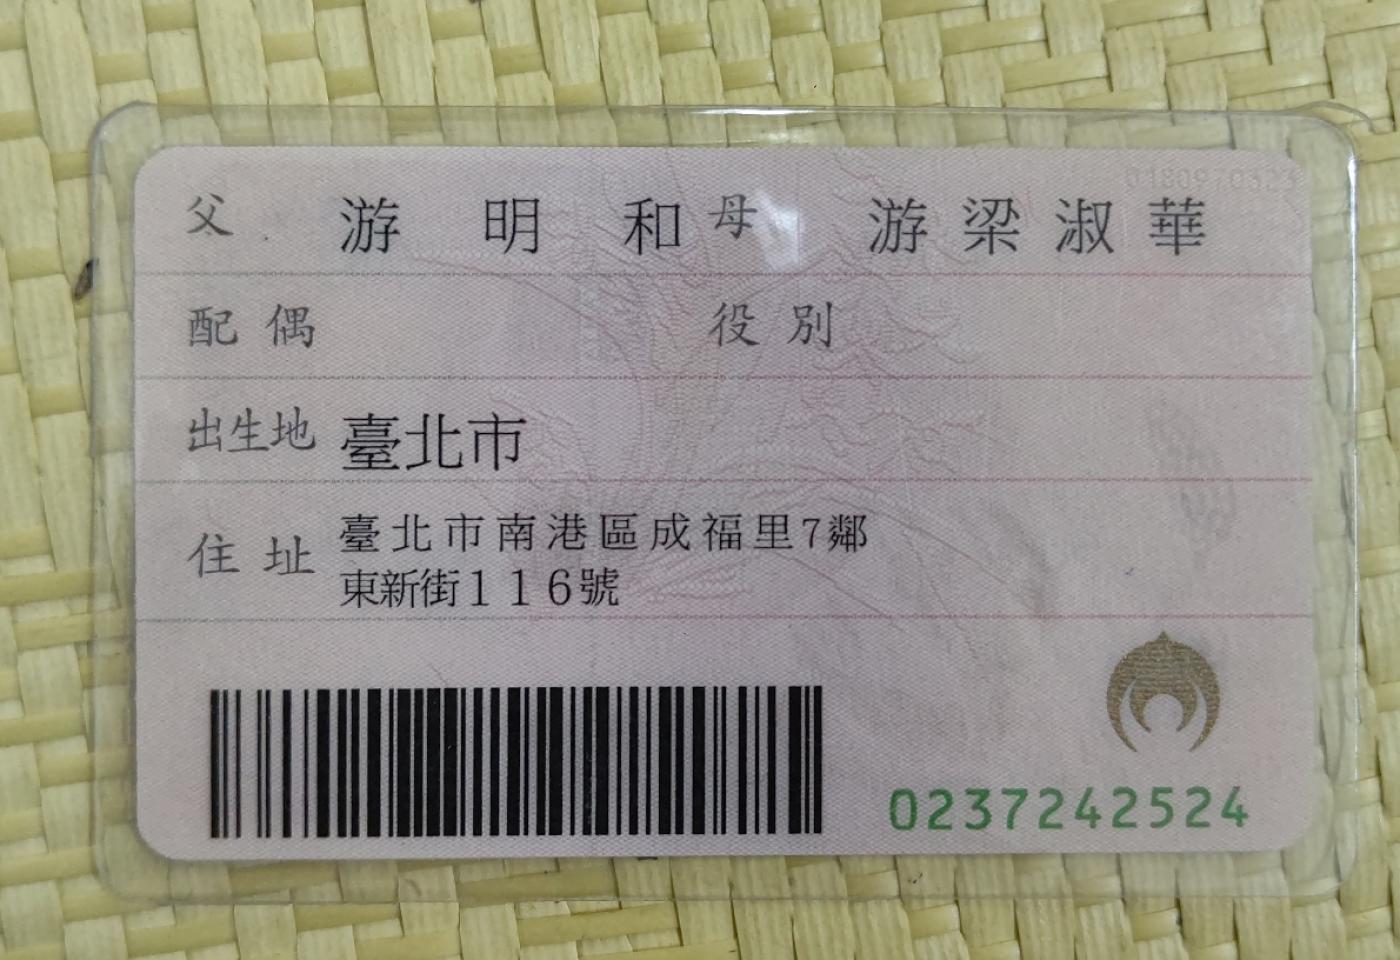 父 游明和 母 游梁淑華
配偶 役別
出生地 臺北市
住址 臺北市南港區成福里7鄰
東新街116號
0237242524